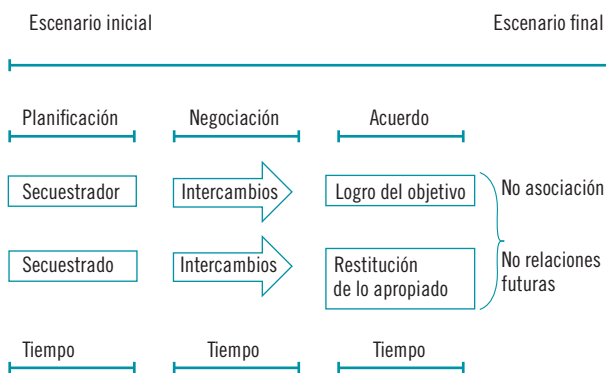 Escenario inicial
Escenario final
Planificación
Negociación
Acuerdo
Secuestrador
Intercambios
Logro del objetivo
No asociación
Secuestrado
Intercambios
Restitución
de lo apropiado
No relaciones
futuras
Tiempo
Tiempo
Tiempo